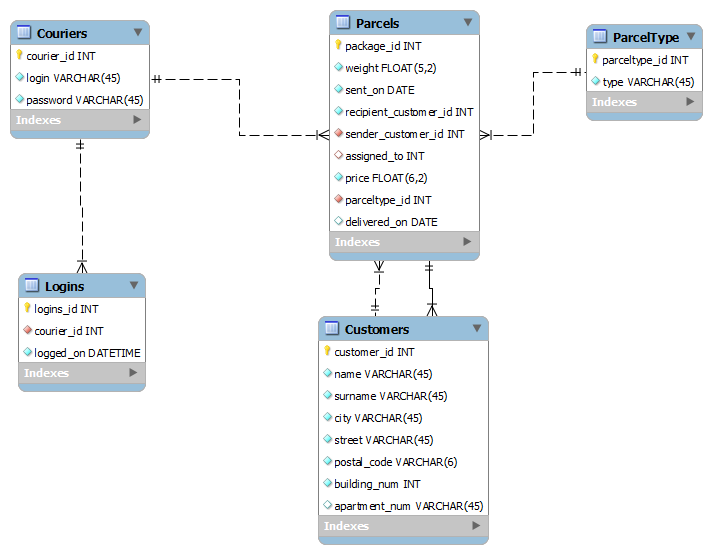 Couriers
courier_id INT
login VARCHAR(45)
password VARCHAR(45)
Indexes
Parcels
package_id INT
weight FLOAT(5,2)
sent_on DATE
recipient_customer_id INT
sender_customer_id INT
assigned_to INT
price FLOAT(6,2)
parceltype_id INT
delivered_on DATE
Indexes
ParcelType
parceltype_id INT
type VARCHAR(45)
Indexes
Logins
logins_id INT
courier_id INT
logged_on DATETIME
Indexes
Customers
customer_id INT
name VARCHAR(45)
surname VARCHAR(45)
city VARCHAR(45)
street VARCHAR(45)
postal_code VARCHAR(6)
building_num INT
apartment_num VARCHAR(45)
Indexes